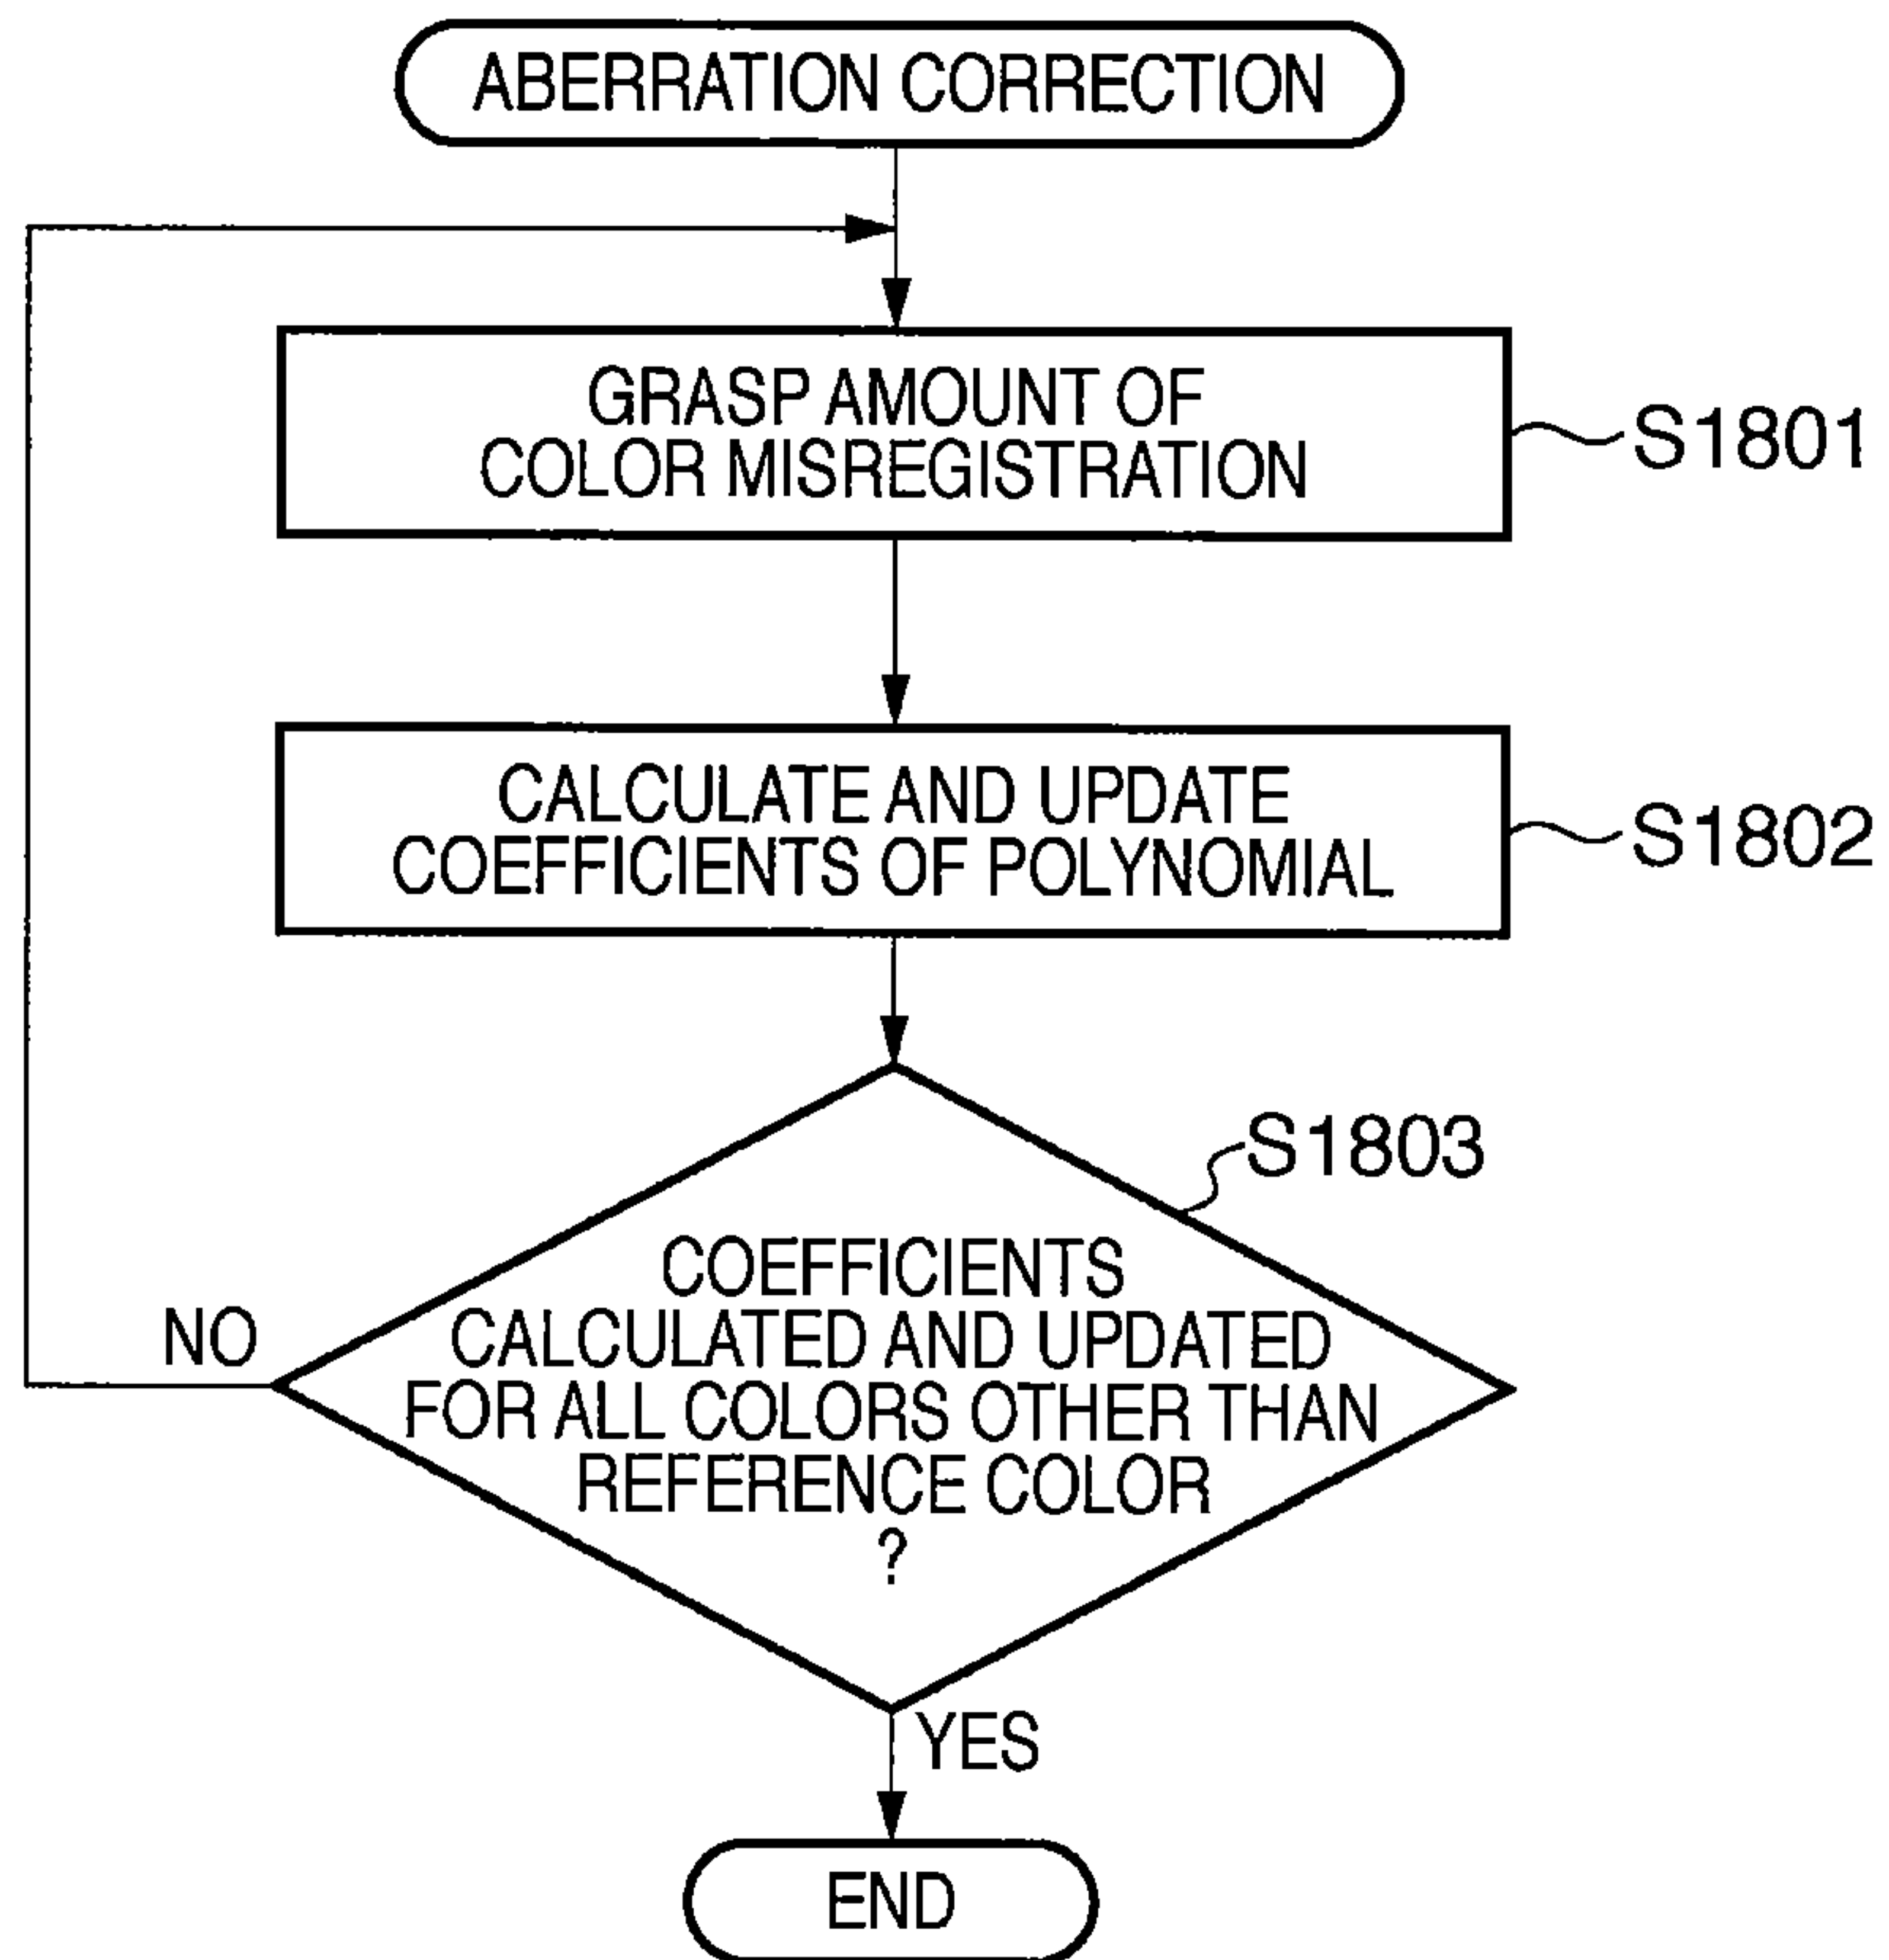 ABERRATION CORRECTION
GRASP AMOUNT OF
COLOR MISREGISTRATION
S1801
CALCULATE AND UPDATE
COEFFICIENTS OF POLYNOMIAL
S1802
S1803
COEFFICIENTS
CALCULATED AND UPDATED
FOR ALL COLORS OTHER THAN
REFERENCE COLOR
?
NO
YES
END